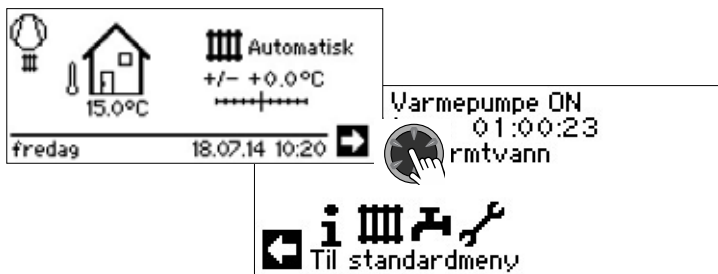 Automatisk
+/- +0.0°C
15.0°C
fredag 18.07.14 10:20
Varmepumpe ON
01:00:23
rmtvann
Til standardmeny